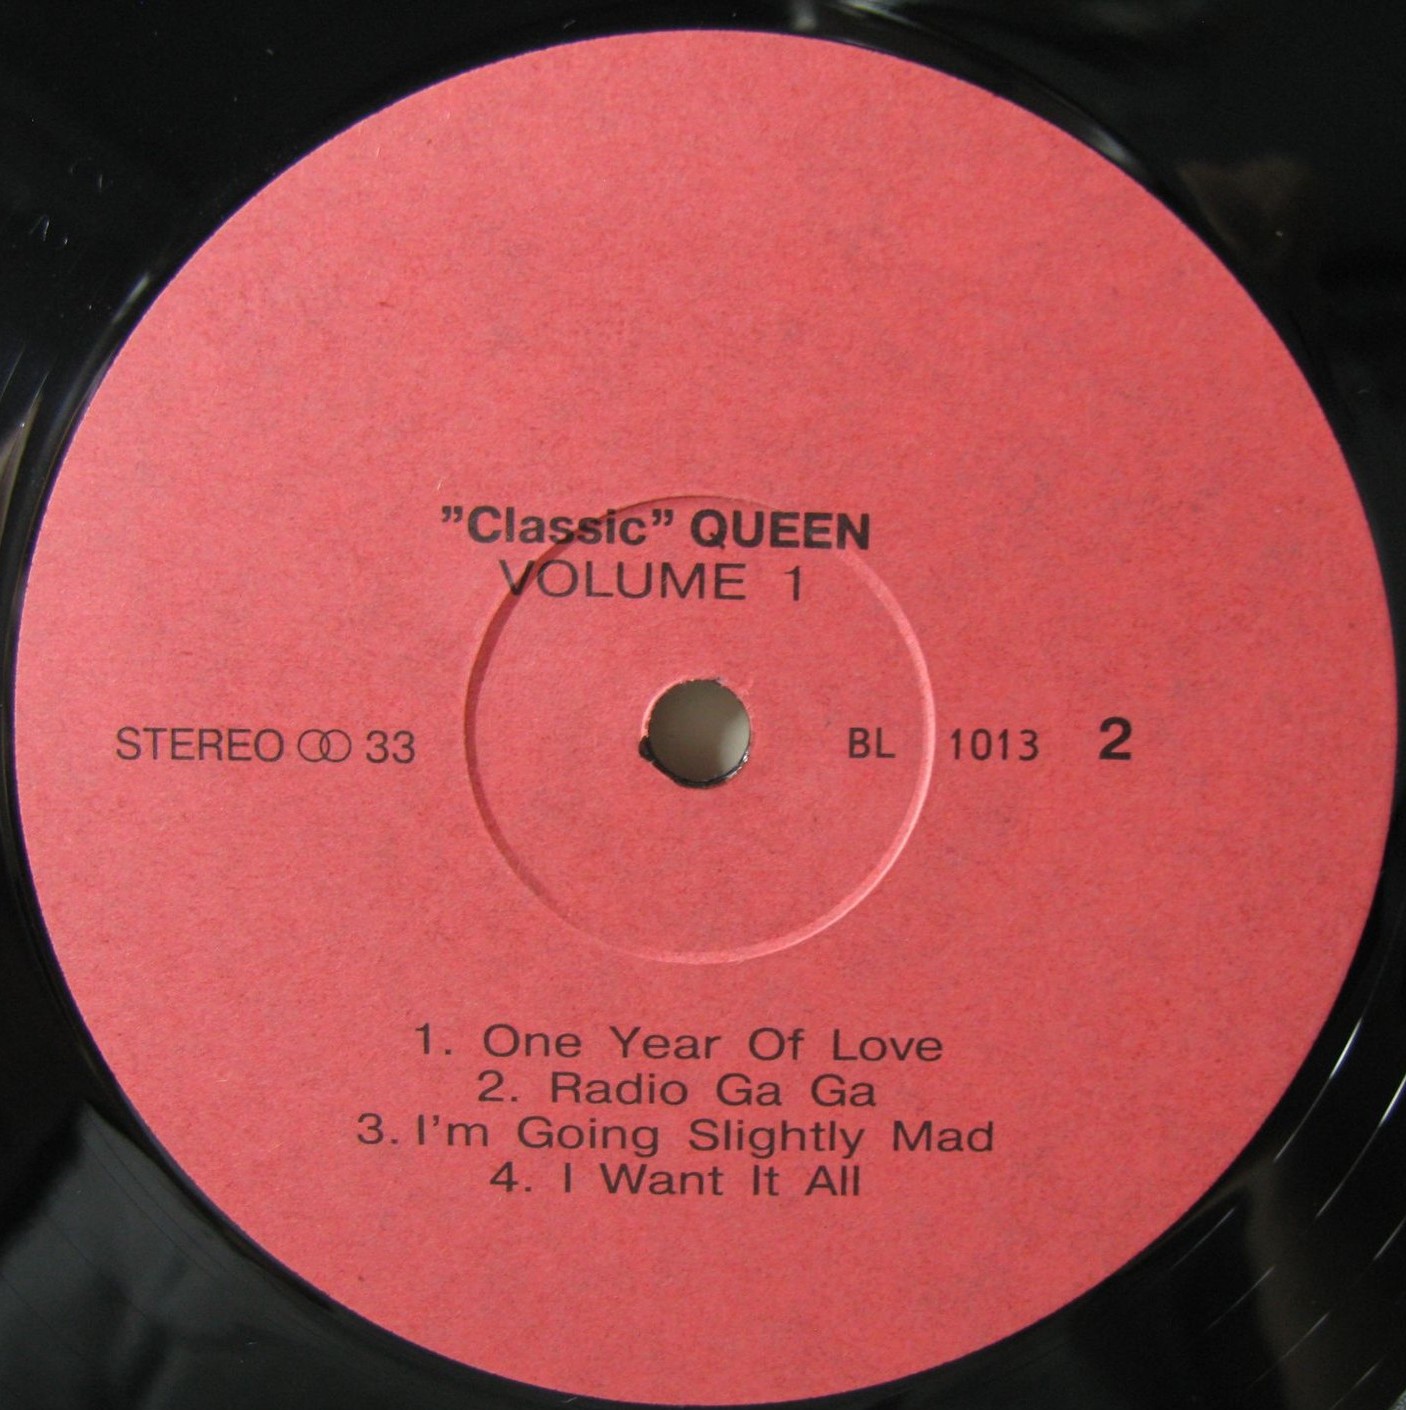 ”Classic” QUEEN
VOLUME 1
STEREO 33 BL 1013 2
1. One Year Of Love
2. Radio Ga Ga
3. I'm Going Slightly Mad
4. I Want It All